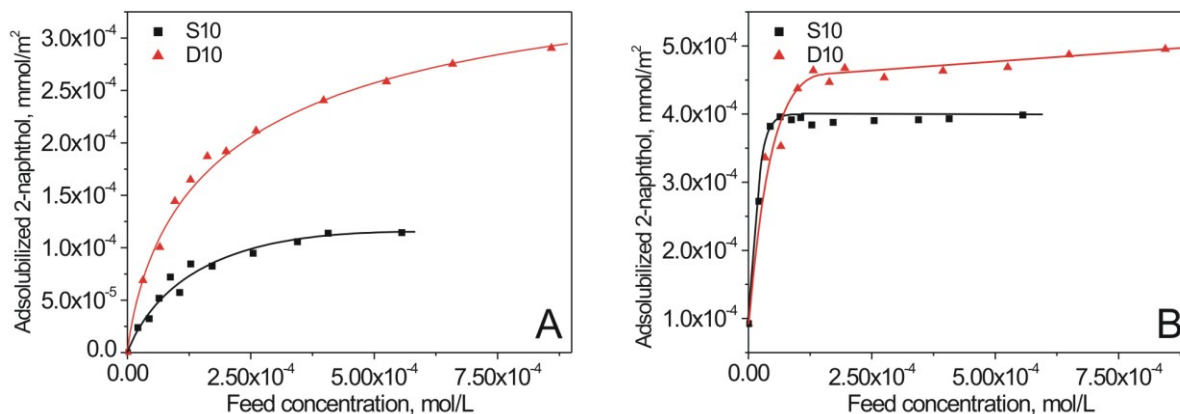 S10
D10
Adsolubilized 2-naphthol, mmol/m²
3.0x10⁻⁴
2.5x10⁻⁴
2.0x10⁻⁴
1.5x10⁻⁴
1.0x10⁻⁴
5.0x10⁻⁵
0.0
A
0.00 2.50x10⁻⁴ 5.00x10⁻⁴ 7.50x10⁻⁴
Feed concentration, mol/L
S10
D10
Adsolubilized 2-naphthol, mmol/m²
5.0x10⁻⁴
4.0x10⁻⁴
3.0x10⁻⁴
2.0x10⁻⁴
1.0x10⁻⁴
B
0.00 2.50x10⁻⁴ 5.00x10⁻⁴ 7.50x10⁻⁴
Feed concentration, mol/L